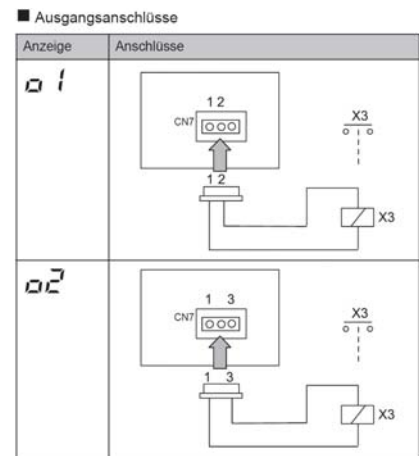 ■ Ausgangsanschlüsse
Anzeige Anschlüsse
o1
1 2
CN7
X3
1 2
X3
o2
1 3
CN7
X3
1 3
X3